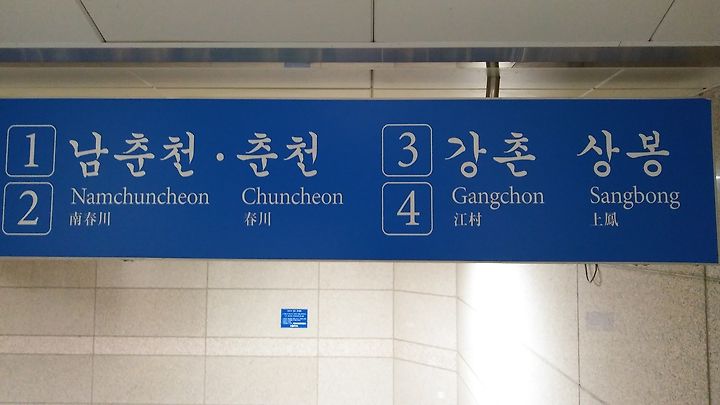 1 남춘천·춘천 3 강촌 상봉
2 Namchuncheon Chuncheon 4 Gangchon Sangbong
南春川 春川 江村 上鳳